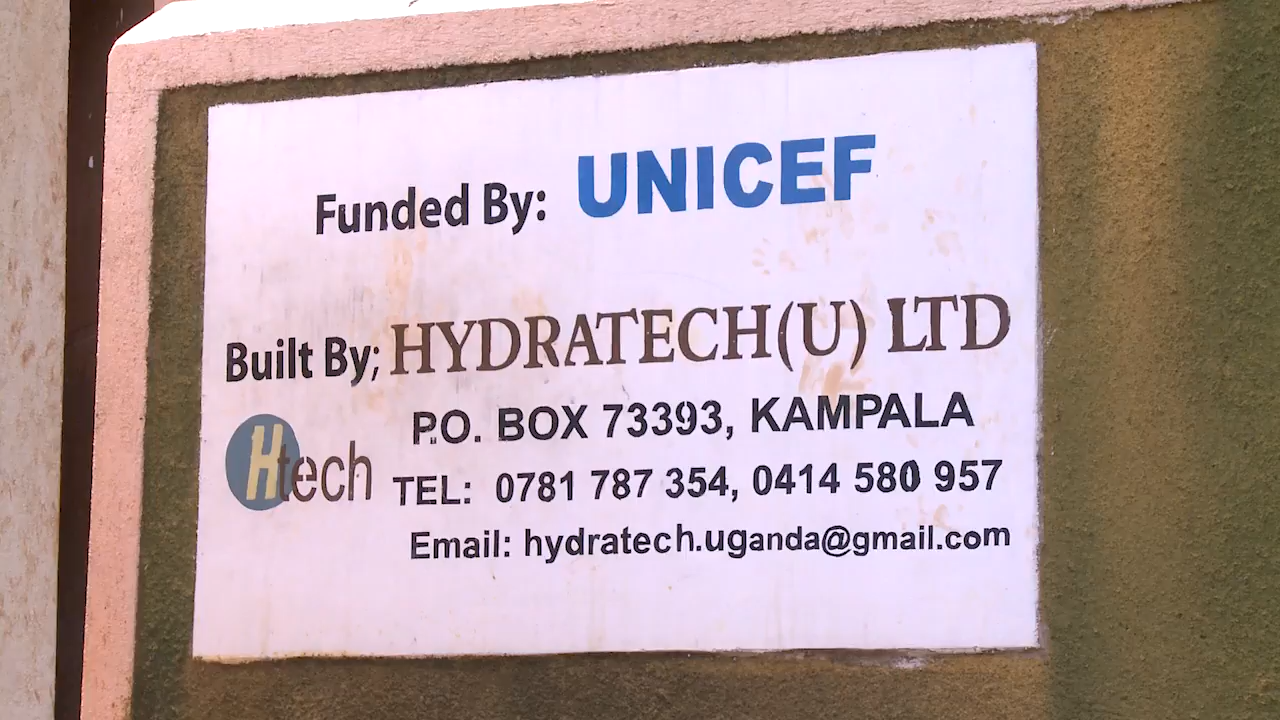 Funded By: UNICEF
Built By; HYDRATECH(U) LTD
P.O. BOX 73393, KAMPALA
Htech
TEL: 0781 787 354, 0414 580 957
Email: hydratech.uganda@gmail.com